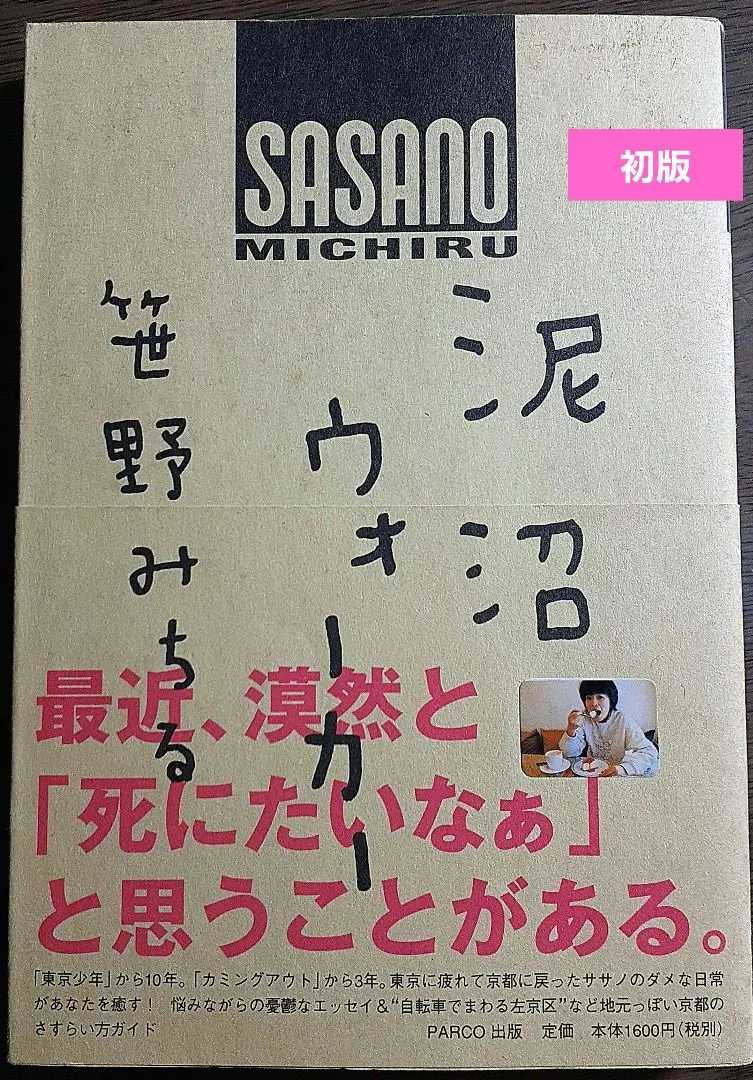 SASANO
MICHIRU
初版
泥沼
ウォーカー
笹野みちる
最近、漠然と
「死にたいなぁ」
と思うことがある。
「東京少年」から10年。「カミングアウト」から3年。東京に疲れて京都に戻ったササノのダメな日常
があなたを癒す! 悩みながらの憂鬱なエッセイ&“自転車でまわる左京区”など地元っぽい京都の
さすらい方ガイド
PARCO出版 定価 本体1600円(税別)